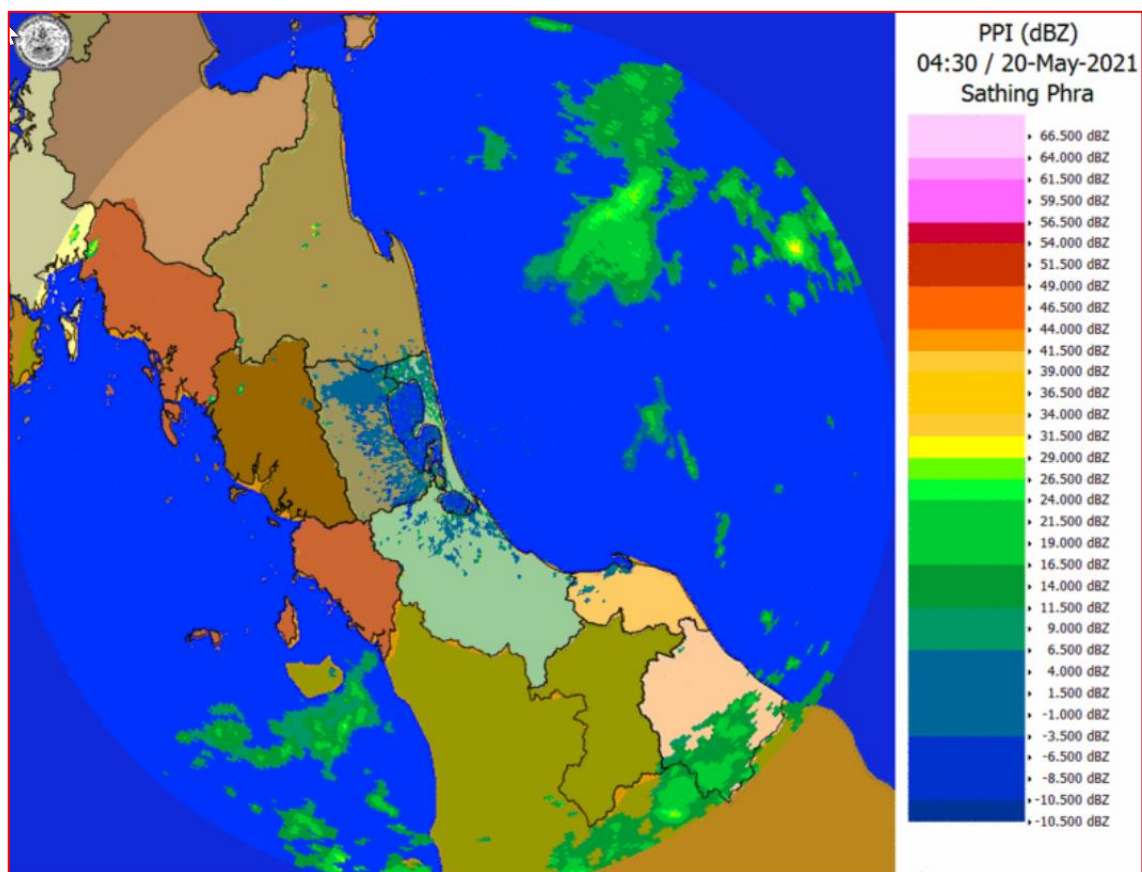 PPI (dBZ)
04:30 / 20-May-2021
Sathing Phra
66.500 dBZ
64.000 dBZ
61.500 dBZ
59.500 dBZ
56.500 dBZ
54.000 dBZ
51.500 dBZ
49.000 dBZ
46.500 dBZ
44.000 dBZ
41.500 dBZ
39.000 dBZ
36.500 dBZ
34.000 dBZ
31.500 dBZ
29.000 dBZ
26.500 dBZ
24.000 dBZ
21.500 dBZ
19.000 dBZ
16.500 dBZ
14.000 dBZ
11.500 dBZ
9.000 dBZ
6.500 dBZ
4.000 dBZ
1.500 dBZ
-1.000 dBZ
-3.500 dBZ
-6.500 dBZ
-8.500 dBZ
-10.500 dBZ
-10.500 dBZ